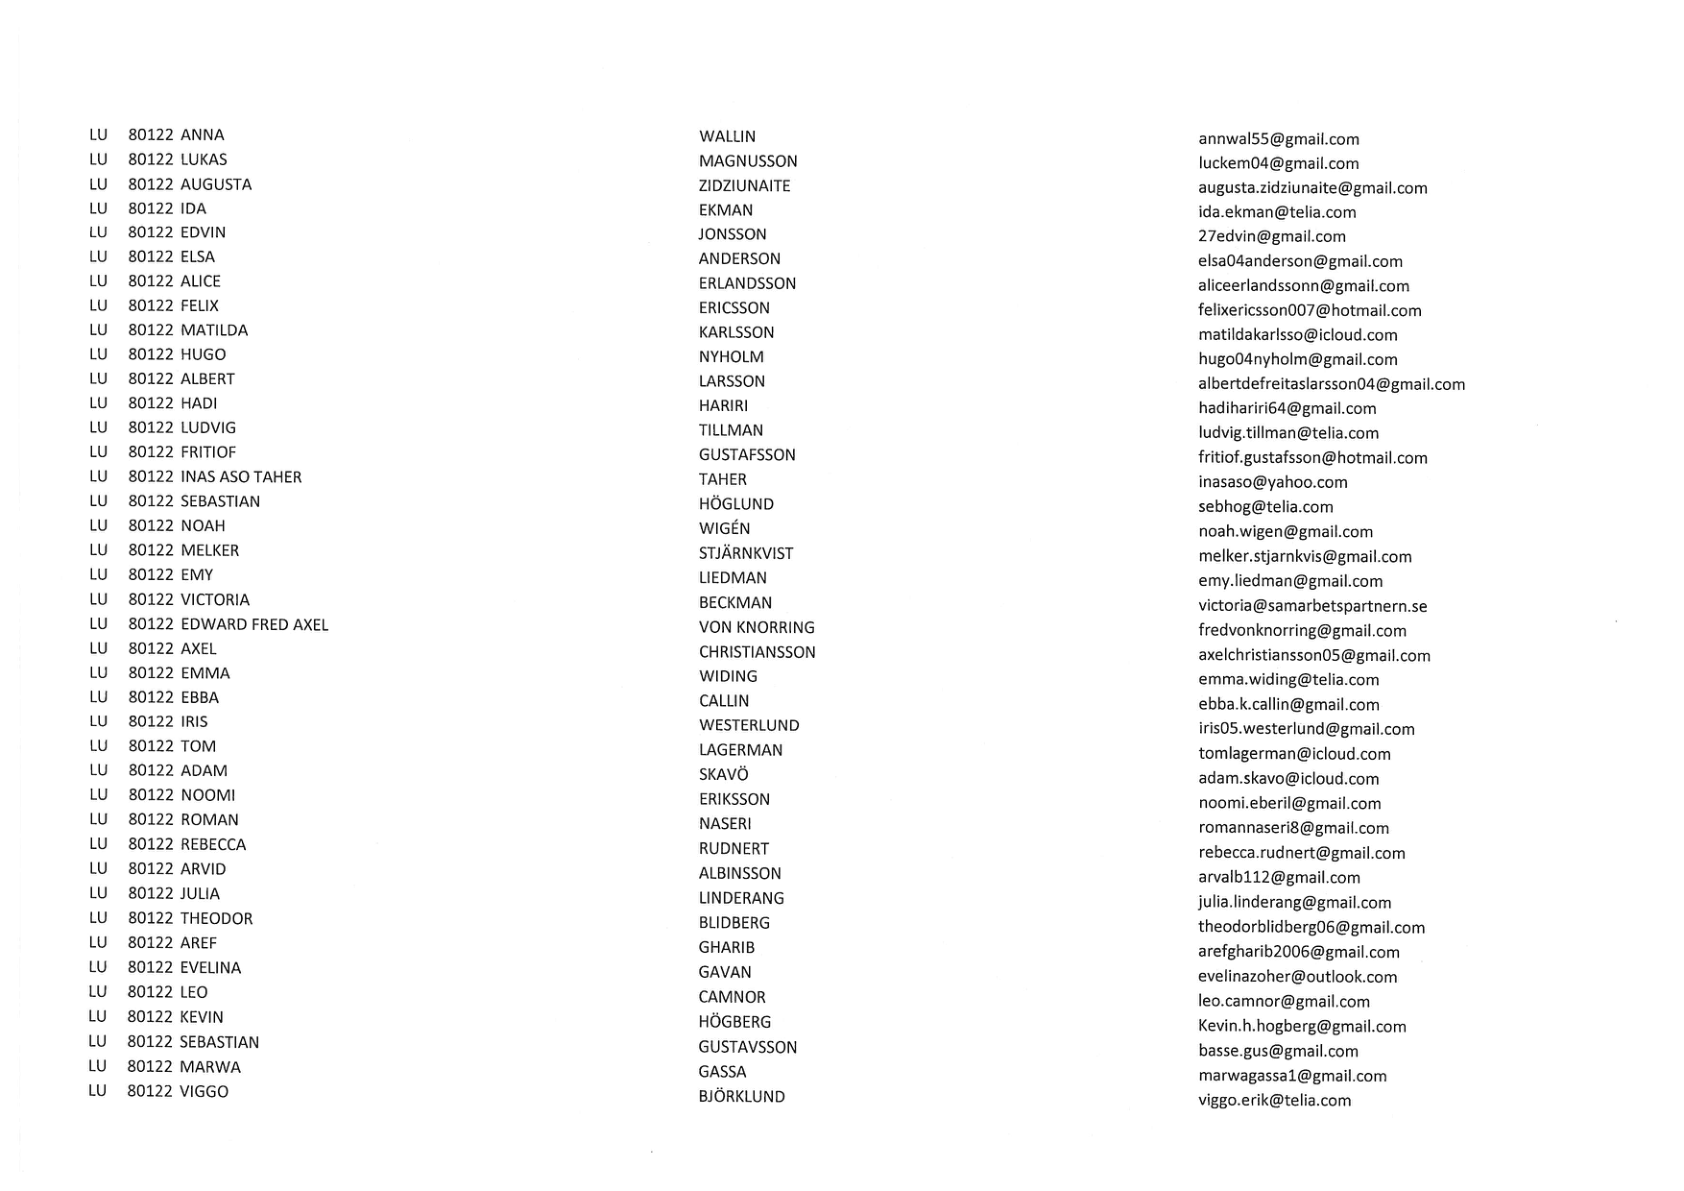 LU 80122 ANNA WALLIN annwal55@gmail.com
LU 80122 LUKAS MAGNUSSON luckem04@gmail.com
LU 80122 AUGUSTA ZIDZIUNAITE augusta.zidziunaite@gmail.com
LU 80122 IDA EKMAN ida.ekman@telia.com
LU 80122 EDVIN JONSSON 27edvin@gmail.com
LU 80122 ELSA ANDERSON elsa04anderson@gmail.com
LU 80122 ALICE ERLANDSSON aliceerlandssonn@gmail.com
LU 80122 FELIX ERICSSON felixericsson007@hotmail.com
LU 80122 MATILDA KARLSSON matildakarlsso@icloud.com
LU 80122 HUGO NYHOLM hugo04nyholm@gmail.com
LU 80122 ALBERT LARSSON albertdefreitaslarsson04@gmail.com
LU 80122 HADI HARIRI hadihariri64@gmail.com
LU 80122 LUDVIG TILLMAN ludvig.tillman@telia.com
LU 80122 FRITIOF GUSTAFSSON fritiof.gustafsson@hotmail.com
LU 80122 INAS ASO TAHER TAHER inasaso@yahoo.com
LU 80122 SEBASTIAN HÖGLUND sebhog@telia.com
LU 80122 NOAH WIGÉN noah.wigen@gmail.com
LU 80122 MELKER STJÄRNKVIST melker.stjarnkvis@gmail.com
LU 80122 EMY LIEDMAN emy.liedman@gmail.com
LU 80122 VICTORIA BECKMAN victoria@samarbetspartnern.se
LU 80122 EDWARD FRED AXEL VON KNORRING fredvonknorring@gmail.com
LU 80122 AXEL CHRISTIANSSON axelchristiansson05@gmail.com
LU 80122 EMMA WIDING emma.widing@telia.com
LU 80122 EBBA CALLIN ebba.k.callin@gmail.com
LU 80122 IRIS WESTERLUND iris05.westerlund@gmail.com
LU 80122 TOM LAGERMAN tomlagerman@icloud.com
LU 80122 ADAM SKAVÖ adam.skavo@icloud.com
LU 80122 NOOMI ERIKSSON noomi.eberil@gmail.com
LU 80122 ROMAN NASERI romannaseri8@gmail.com
LU 80122 REBECCA RUDNERT rebecca.rudnert@gmail.com
LU 80122 ARVID ALBINSSON arvalb112@gmail.com
LU 80122 JULIA LINDERANG julia.linderang@gmail.com
LU 80122 THEODOR BLIDBERG theodorblidberg06@gmail.com
LU 80122 AREF GHARIB arefgharib2006@gmail.com
LU 80122 EVELINA GAVAN evelinazoher@outlook.com
LU 80122 LEO CAMNOR leo.camnor@gmail.com
LU 80122 KEVIN HÖGBERG Kevin.h.hogberg@gmail.com
LU 80122 SEBASTIAN GUSTAVSSON basse.gus@gmail.com
LU 80122 MARWA GASSA marwagassa1@gmail.com
LU 80122 VIGGO BJÖRKLUND viggo.erik@telia.com